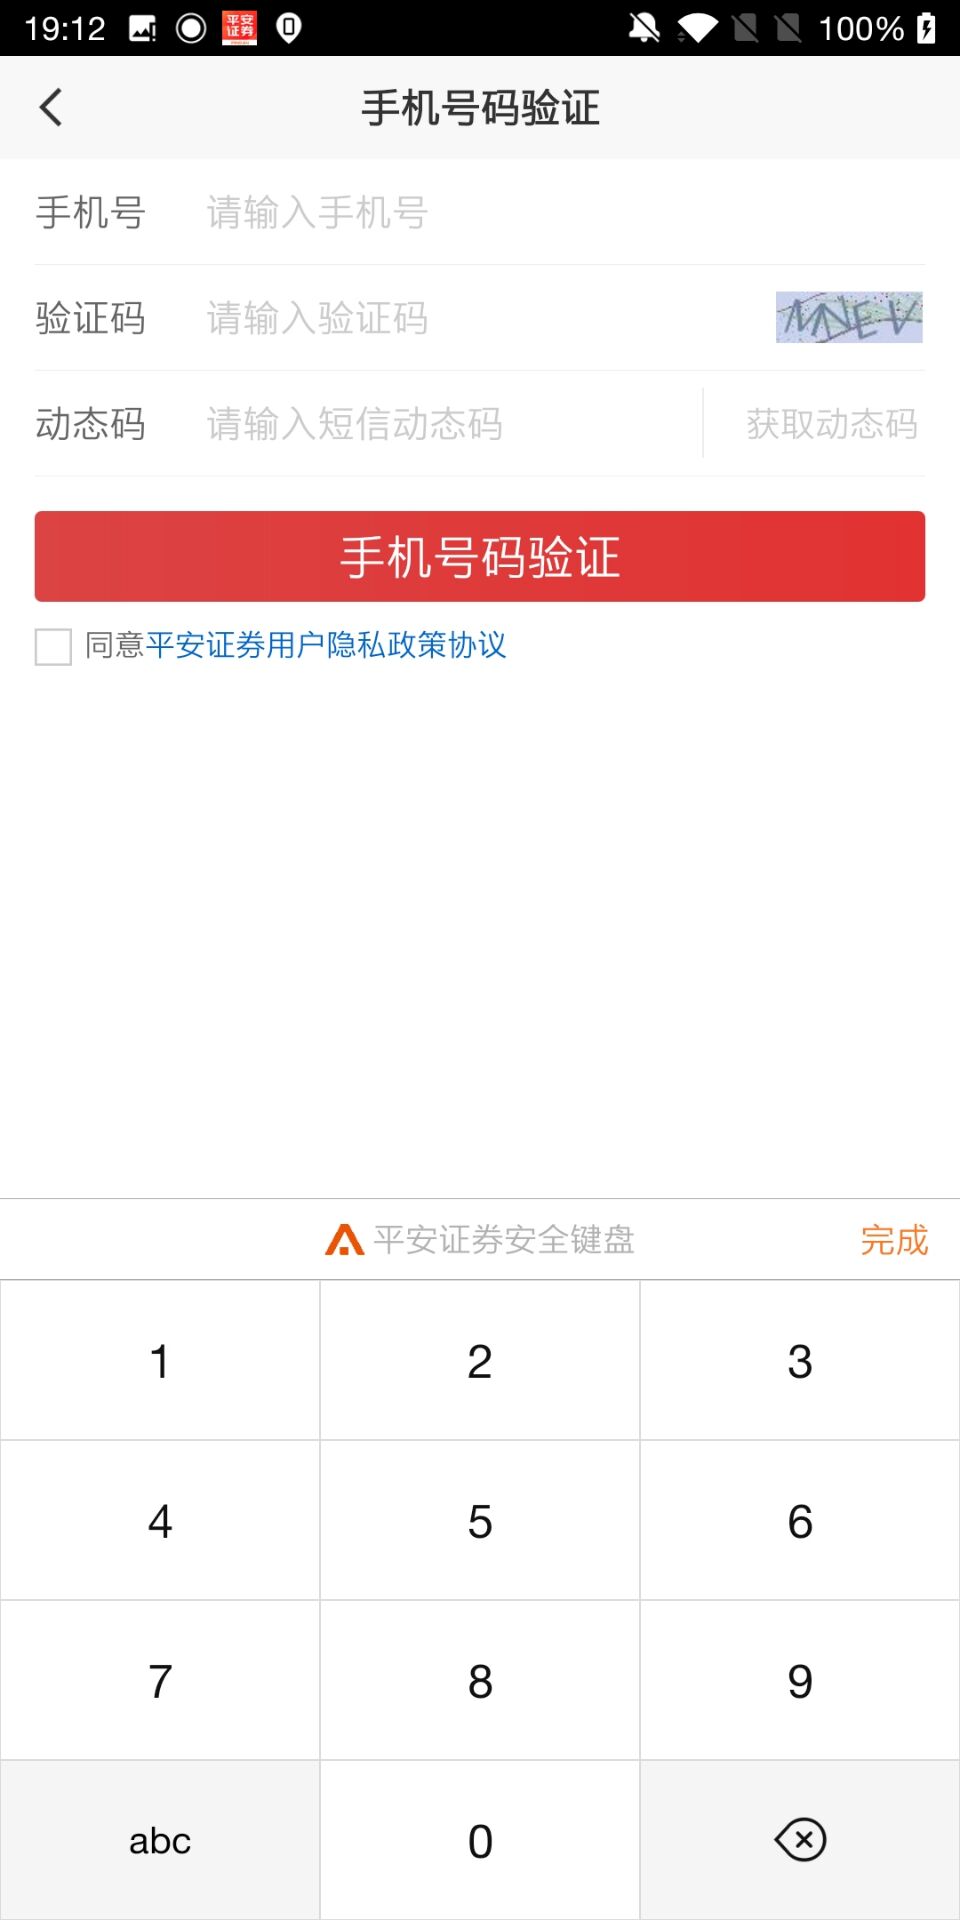 19:12 平安证券 100%
手机号码验证
手机号 请输入手机号
验证码 请输入验证码 MNEV
动态码 请输入短信动态码 获取动态码
手机号码验证
同意平安证券用户隐私政策协议
平安证券安全键盘 完成
1 2 3
4 5 6
7 8 9
abc 0